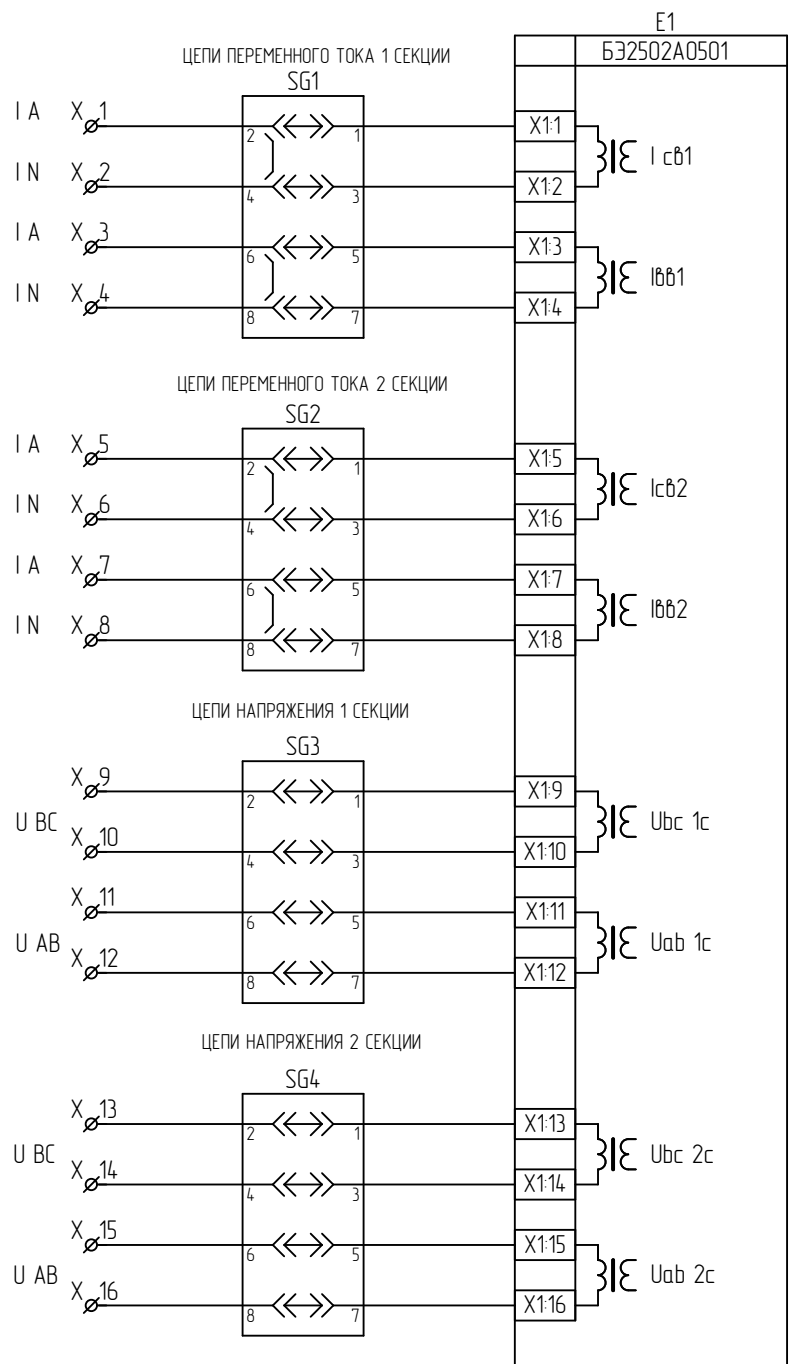 E1
БЭ2502А0501
ЦЕПИ ПЕРЕМЕННОГО ТОКА 1 СЕКЦИИ
SG1
I A X 1 2 1 X1:1
I св1
I N X 2 4 3 X1:2
I A X 3 6 5 X1:3
Iвв1
I N X 4 8 7 X1:4
ЦЕПИ ПЕРЕМЕННОГО ТОКА 2 СЕКЦИИ
SG2
I A X 5 2 1 X1:5
Iсв2
I N X 6 4 3 X1:6
I A X 7 6 5 X1:7
Iвв2
I N X 8 8 7 X1:8
ЦЕПИ НАПРЯЖЕНИЯ 1 СЕКЦИИ
SG3
X 9 2 1 X1:9
U BC Ubc 1c
X 10 4 3 X1:10
X 11 6 5 X1:11
U AB Uab 1c
X 12 8 7 X1:12
ЦЕПИ НАПРЯЖЕНИЯ 2 СЕКЦИИ
SG4
X 13 2 1 X1:13
U BC Ubc 2c
X 14 4 3 X1:14
X 15 6 5 X1:15
U AB Uab 2c
X 16 8 7 X1:16